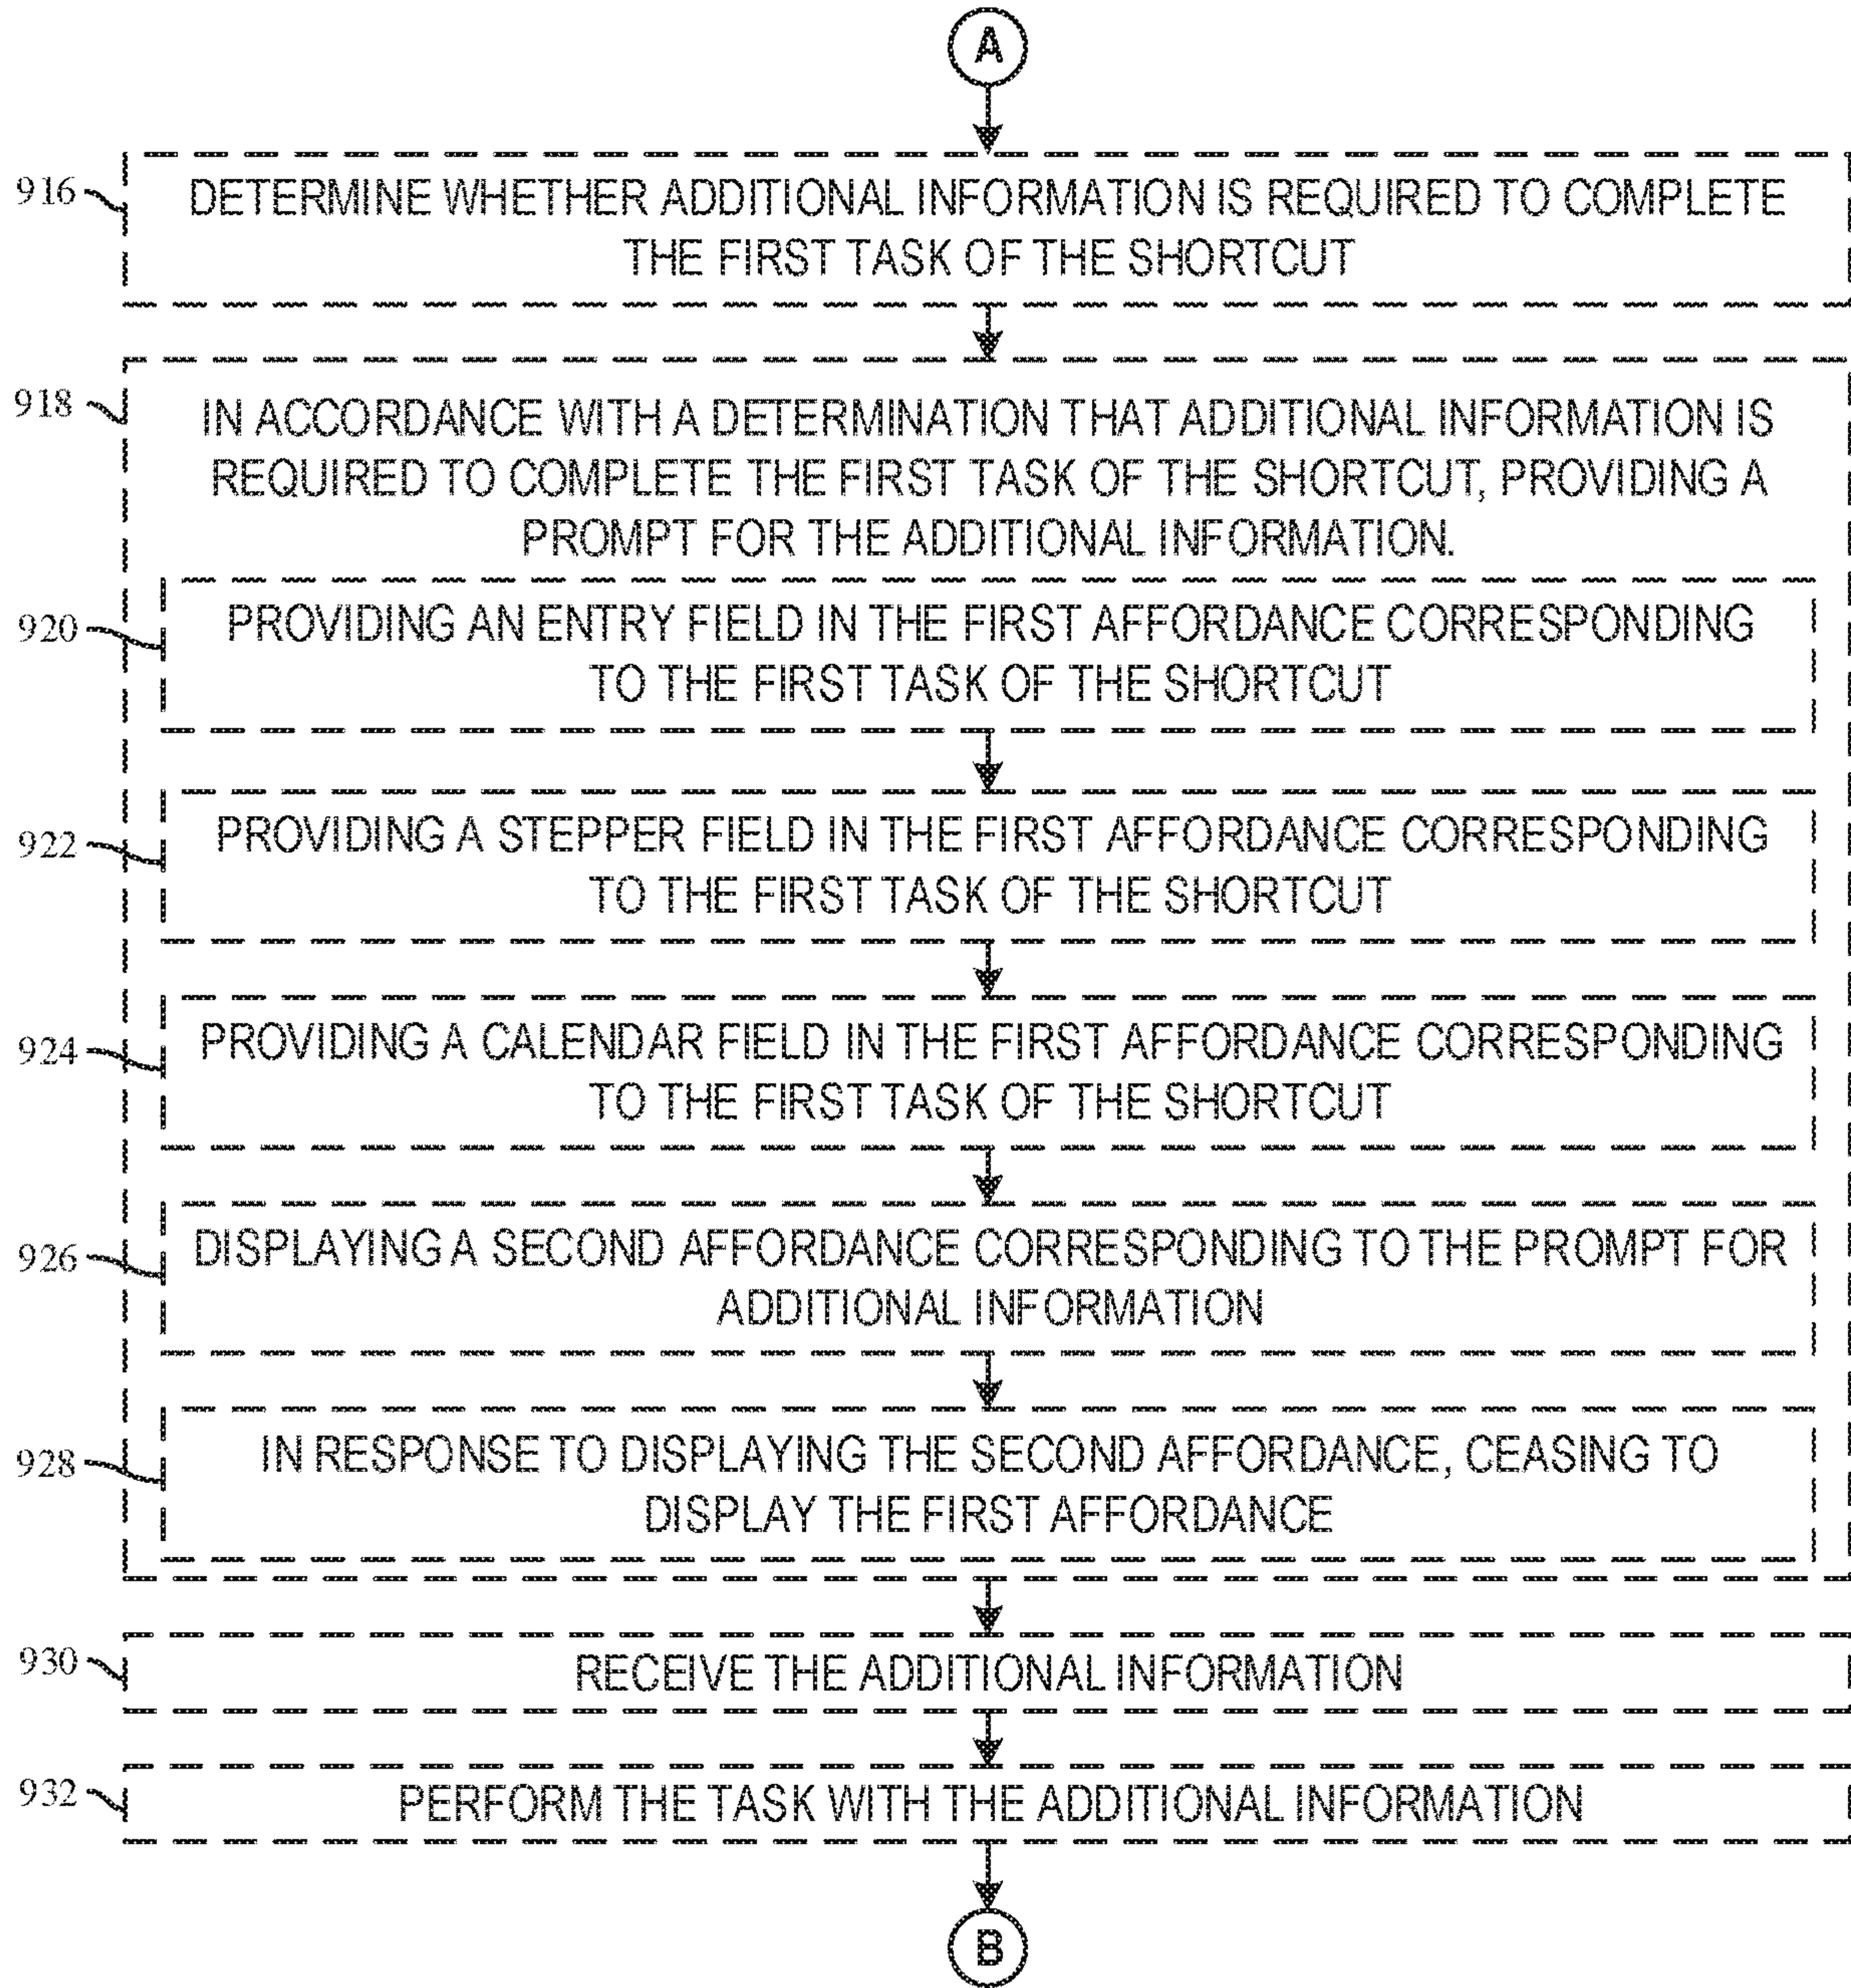 A
916
DETERMINE WHETHER ADDITIONAL INFORMATION IS REQUIRED TO COMPLETE
THE FIRST TASK OF THE SHORTCUT
918
IN ACCORDANCE WITH A DETERMINATION THAT ADDITIONAL INFORMATION IS
REQUIRED TO COMPLETE THE FIRST TASK OF THE SHORTCUT, PROVIDING A
PROMPT FOR THE ADDITIONAL INFORMATION.
920
PROVIDING AN ENTRY FIELD IN THE FIRST AFFORDANCE CORRESPONDING
TO THE FIRST TASK OF THE SHORTCUT
922
PROVIDING A STEPPER FIELD IN THE FIRST AFFORDANCE CORRESPONDING
TO THE FIRST TASK OF THE SHORTCUT
924
PROVIDING A CALENDAR FIELD IN THE FIRST AFFORDANCE CORRESPONDING
TO THE FIRST TASK OF THE SHORTCUT
926
DISPLAYING A SECOND AFFORDANCE CORRESPONDING TO THE PROMPT FOR
ADDITIONAL INFORMATION
928
IN RESPONSE TO DISPLAYING THE SECOND AFFORDANCE, CEASING TO
DISPLAY THE FIRST AFFORDANCE
930
RECEIVE THE ADDITIONAL INFORMATION
932
PERFORM THE TASK WITH THE ADDITIONAL INFORMATION
B